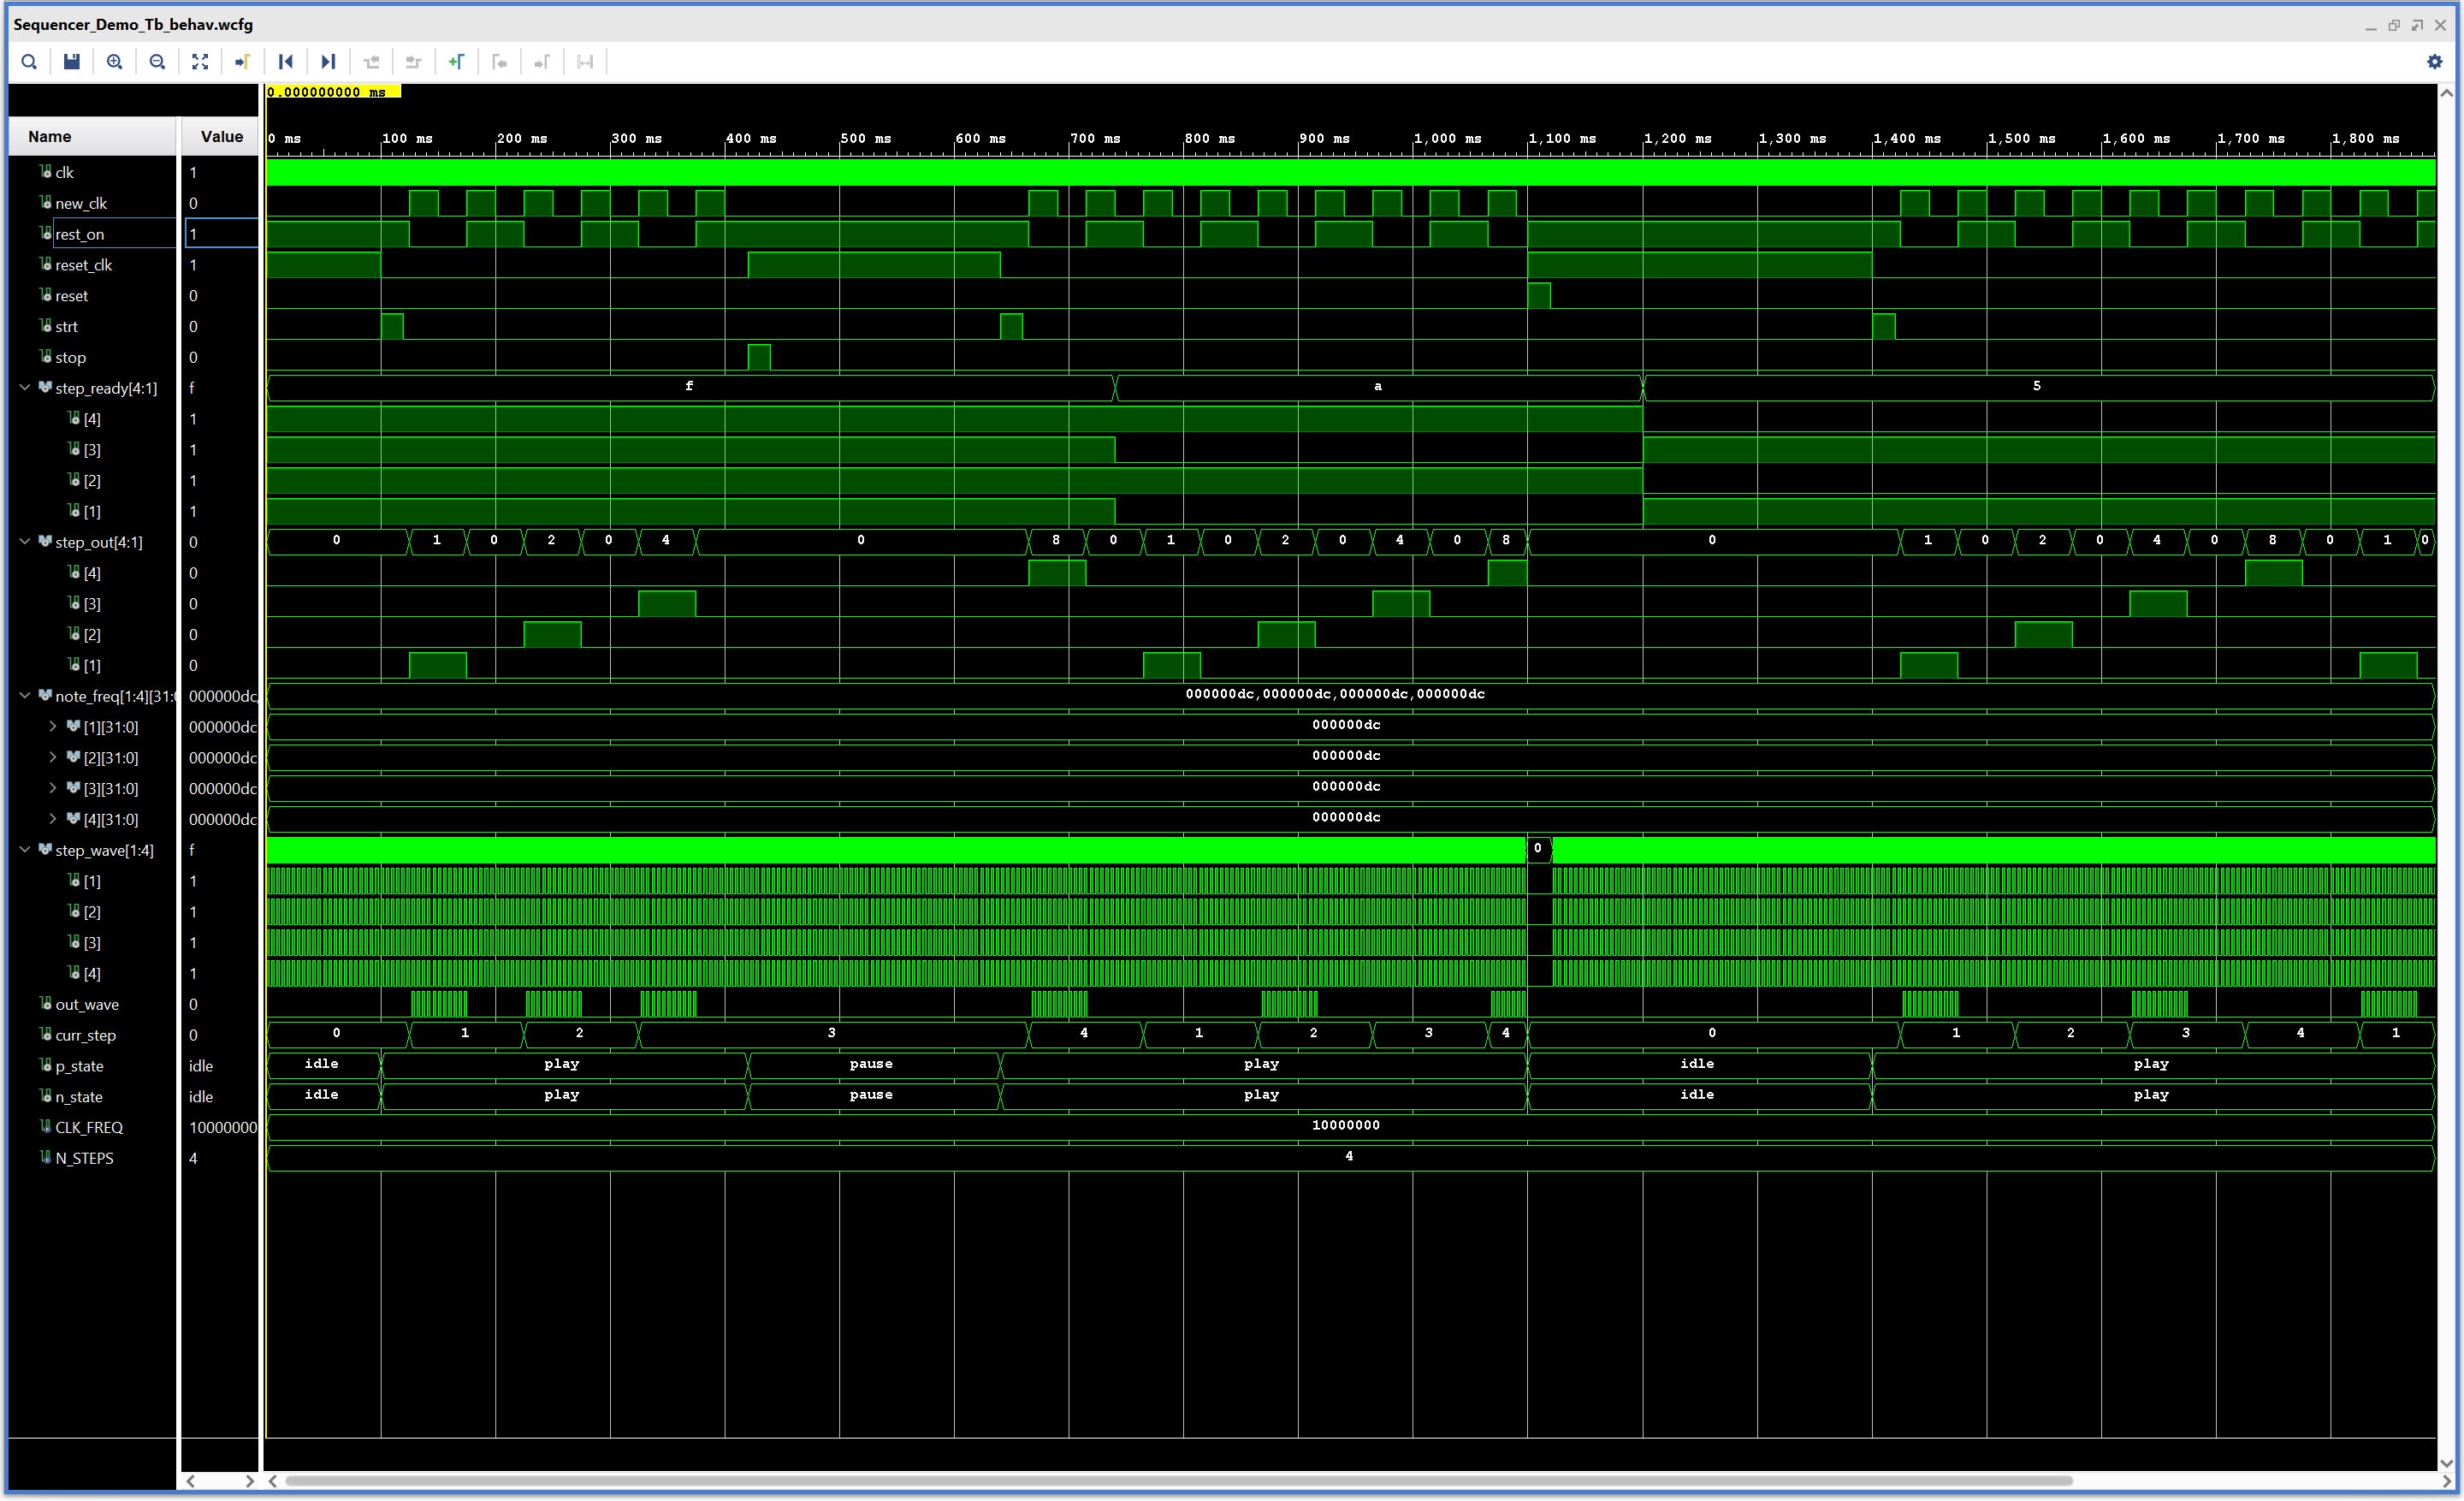 Sequencer_Demo_Tb_behav.wcfg
0.000000000 ms
Name Value
0 ms 100 ms 200 ms 300 ms 400 ms 500 ms 600 ms 700 ms 800 ms 900 ms 1,000 ms 1,100 ms 1,200 ms 1,300 ms 1,400 ms 1,500 ms 1,600 ms 1,700 ms 1,800 ms
clk 1
new_clk 0
rest_on 1
reset_clk 1
reset 0
strt 0
stop 0
step_ready[4:1] f f a 5
[4] 1
[3] 1
[2] 1
[1] 1
step_out[4:1] 0 0 1 0 2 0 4 0 8 0 1 0 2 0 4 0 8 0 1 0 2 0 4 0 8 0 1 0
[4] 0
[3] 0
[2] 0
[1] 0
note_freq[1:4][31:0 000000dc, 000000dc,000000dc,000000dc,000000dc
[1][31:0] 000000dc 000000dc
[2][31:0] 000000dc 000000dc
[3][31:0] 000000dc 000000dc
[4][31:0] 000000dc 000000dc
step_wave[1:4] f 0
[1] 1
[2] 1
[3] 1
[4] 1
out_wave 0
curr_step 0 0 1 2 3 4 1 2 3 4 0 1 2 3 4 1
p_state idle idle play pause play idle play
n_state idle idle play pause play idle play
CLK_FREQ 10000000 10000000
N_STEPS 4 4